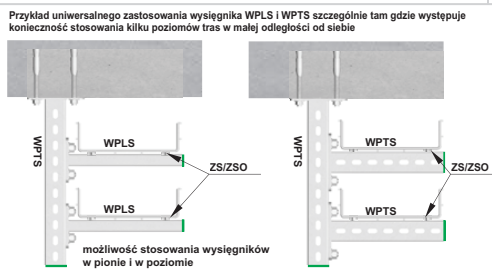 Przykład uniwersalnego zastosowania wysięgnika WPLS i WPTS szczególnie tam gdzie występuje
konieczność stosowania kilku poziomów tras w małej odległości od siebie
WPTS
WPLS
ZS/ZSO
WPLS
możliwość stosowania wysięgników
w pionie i w poziomie
WPTS
WPTS
ZS/ZSO
WPTS